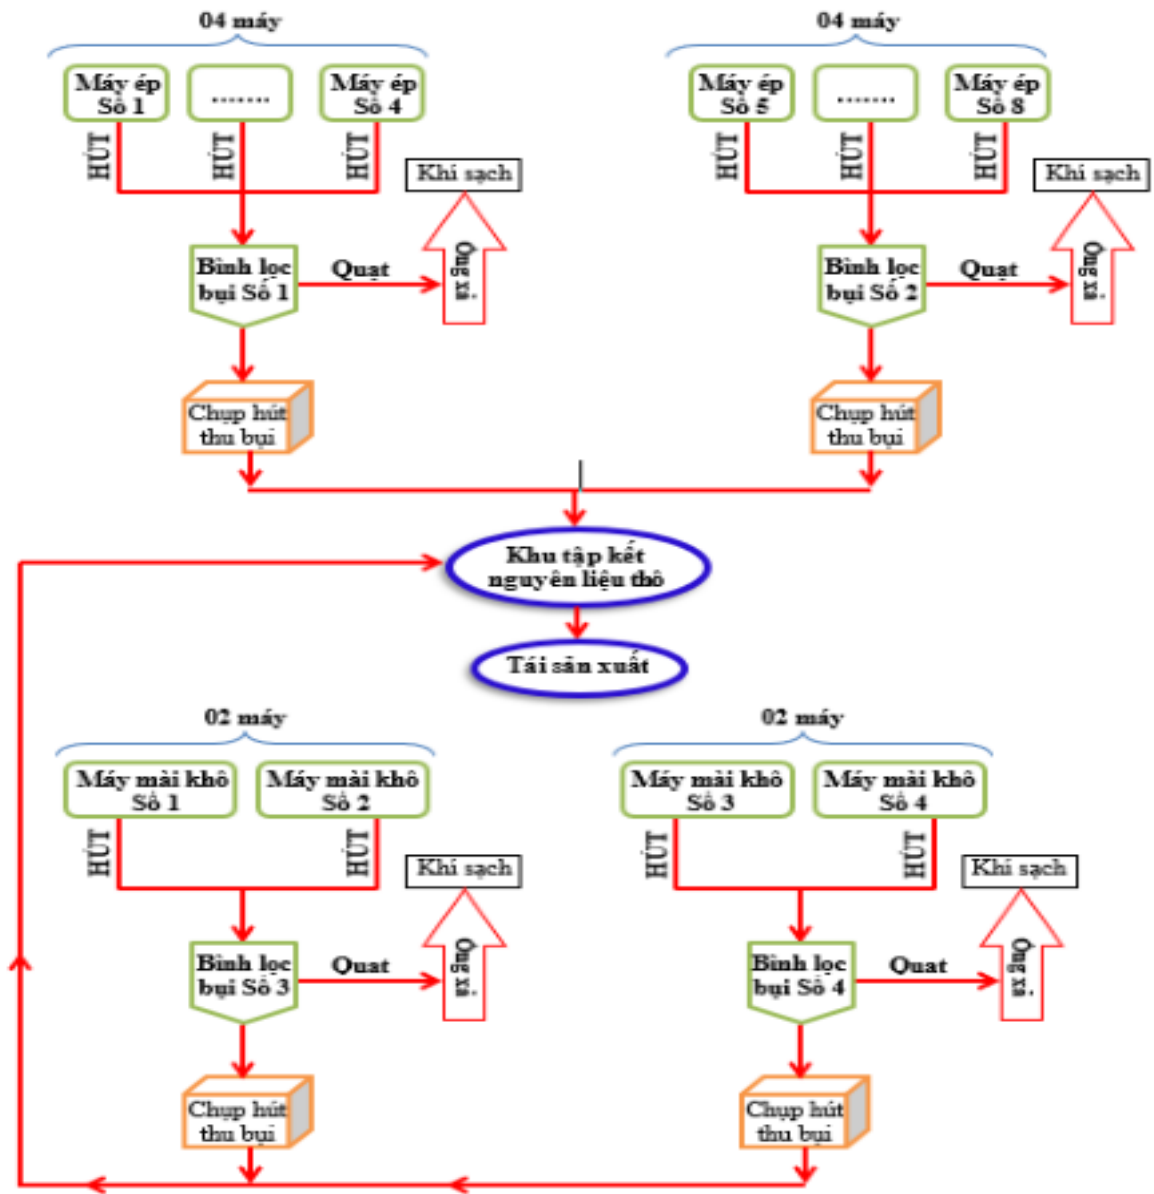 04 máy
Máy ép
Số 1
.......
Máy ép
Số 4
HÚT
HÚT
HÚT
Khí sạch
Bình lọc
bụi Số 1
Quạt
Ống xả
Chụp hút
thu bụi
04 máy
Máy ép
Số 5
.......
Máy ép
Số 8
HÚT
HÚT
HÚT
Khí sạch
Bình lọc
bụi Số 2
Quạt
Ống xả
Chụp hút
thu bụi
Khu tập kết
nguyên liệu thô
Tái sản xuất
02 máy
Máy mài khô
Số 1
Máy mài khô
Số 2
HÚT
HÚT
Khí sạch
Bình lọc
bụi Số 3
Quat
Ống xả
Chụp hút
thu bụi
02 máy
Máy mài khô
Số 3
Máy mài khô
Số 4
HÚT
HÚT
Khí sạch
Bình lọc
bụi Số 4
Quat
Ống xả
Chụp hút
thu bụi